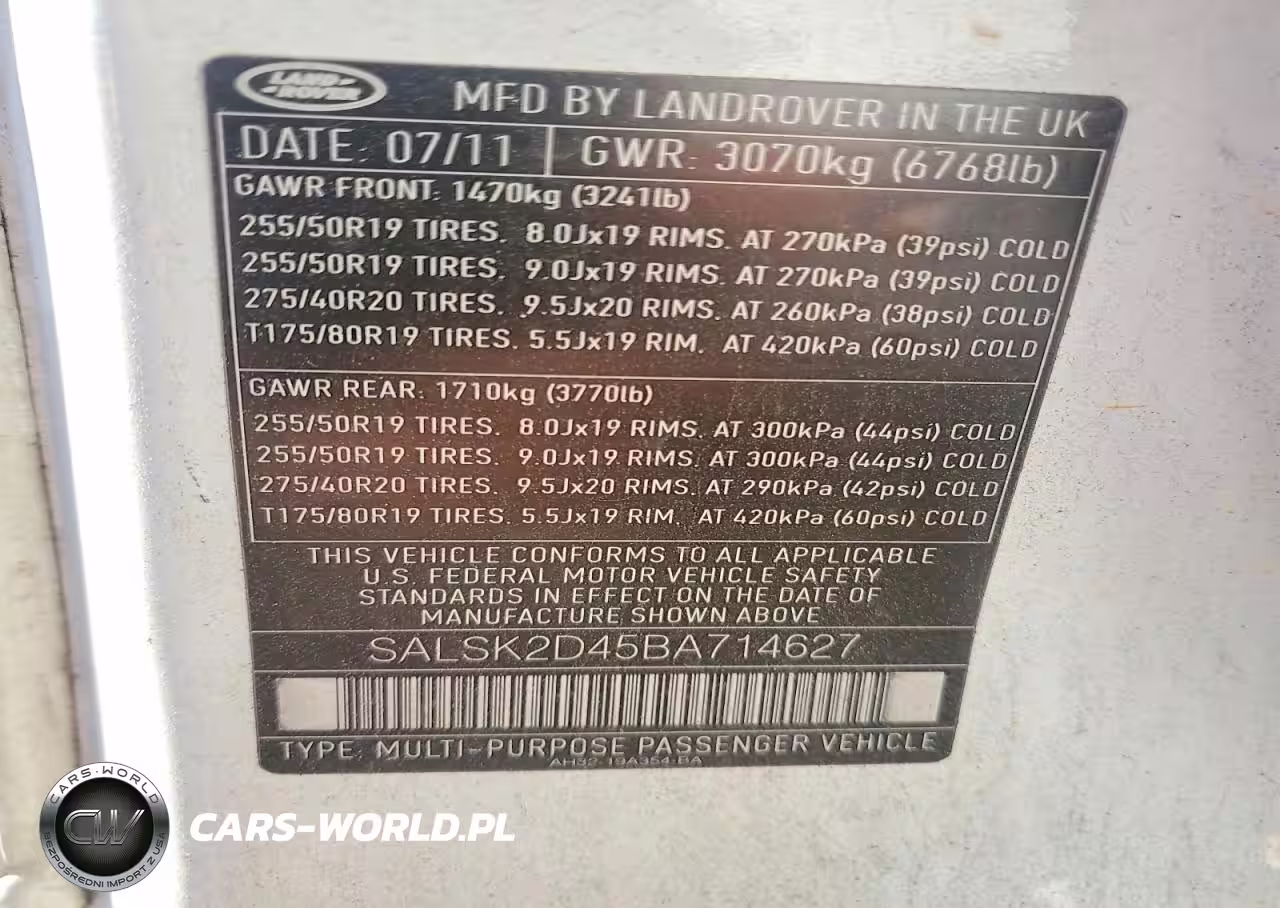 LAND ROVER
MFD BY LANDROVER IN THE UK
DATE: 07/11 GWR: 3070kg (6768lb)
GAWR FRONT: 1470kg (3241lb)
255/50R19 TIRES. 8.0Jx19 RIMS. AT 270kPa (39psi) COLD
255/50R19 TIRES. 9.0Jx19 RIMS. AT 270kPa (39psi) COLD
275/40R20 TIRES. 9.5Jx20 RIMS. AT 260kPa (38psi) COLD
T175/80R19 TIRES. 5.5Jx19 RIM. AT 420kPa (60psi) COLD
GAWR REAR: 1710kg (3770lb)
255/50R19 TIRES. 8.0Jx19 RIMS. AT 300kPa (44psi) COLD
255/50R19 TIRES. 9.0Jx19 RIMS. AT 300kPa (44psi) COLD
275/40R20 TIRES. 9.5Jx20 RIMS. AT 290kPa (42psi) COLD
T175/80R19 TIRES. 5.5Jx19 RIM. AT 420kPa (60psi) COLD
THIS VEHICLE CONFORMS TO ALL APPLICABLE
U.S. FEDERAL MOTOR VEHICLE SAFETY
STANDARDS IN EFFECT ON THE DATE OF
MANUFACTURE SHOWN ABOVE
SALSK2D45BA714627
TYPE: MULTI-PURPOSE PASSENGER VEHICLE
AH32-19A354-BA
CARS-WORLD
CW
BEZPOŚREDNI IMPORT Z USA
CARS-WORLD.PL